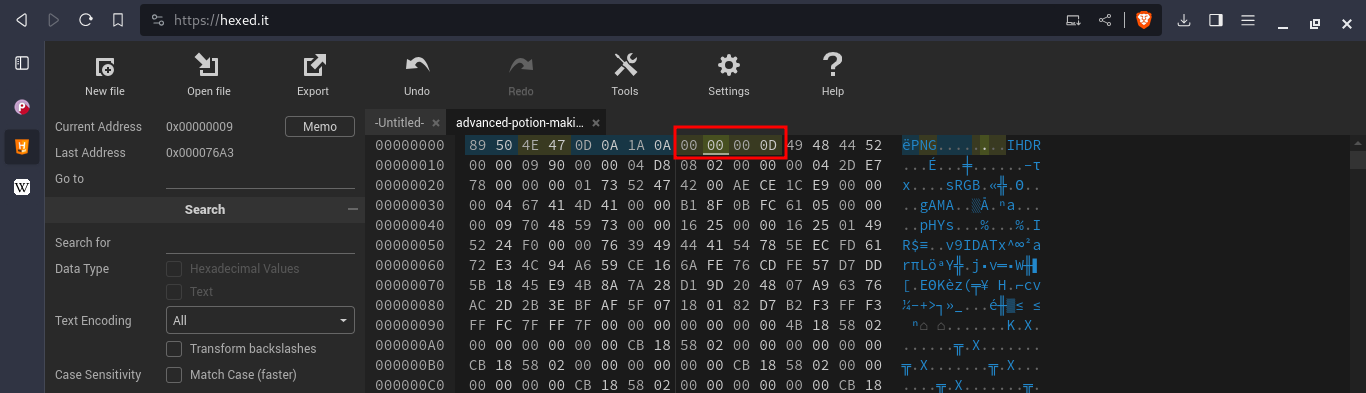 https://hexed.it
New file
Open file
Export
Undo
Redo
Tools
Settings
Help
Current Address 0x00000009 Memo
Last Address 0x000076A3
Go to
Search
Search for
Data Type Hexadecimal Values
Text
Text Encoding All
Transform backslashes
Case Sensitivity Match Case (faster)
-Untitled- ×
advanced-potion-maki... ×
00000000 89 50 4E 47 0D 0A 1A 0A 00 00 00 0D 49 48 44 52 ëPNG........IHDR
00000010 00 00 09 90 00 00 04 D8 08 02 00 00 00 04 2D E7 ...É...╪......-τ
00000020 78 00 00 00 01 73 52 47 42 00 AE CE 1C E9 00 00 x....sRGB.«╬.Θ..
00000030 00 04 67 41 4D 41 00 00 B1 8F 0B FC 61 05 00 00 ..gAMA..▒Å.ⁿa...
00000040 00 09 70 48 59 73 00 00 16 25 00 00 16 25 01 49 ..pHYs...%...%.I
00000050 52 24 F0 00 00 76 39 49 44 41 54 78 5E EC FD 61 R$≡..v9IDATx^∞²a
00000060 72 E3 4C 94 A6 59 CE 16 6A FE 76 CD FE 57 D7 DD rπLöªY╬.j▪v═▪W╫▌
00000070 5B 18 45 E9 4B 8A 7A 28 D1 9D 20 48 07 A9 63 76 [.EΘKèz(╤¥ H.⌐cv
00000080 AC 2D 2B 3E BF AF 5F 07 18 01 82 D7 B2 F3 FF F3 ¼-+>┐»_...é╫▓≤ ≤
00000090 FF FC 7F FF 7F 00 00 00 00 00 00 00 4B 18 58 02 ⁿ⌂ ⌂.......K.X.
000000A0 00 00 00 00 00 00 CB 18 58 02 00 00 00 00 00 00 ......╦.X.......
000000B0 CB 18 58 02 00 00 00 00 00 00 CB 18 58 02 00 00 ╦.X.......╦.X...
000000C0 00 00 00 00 CB 18 58 02 00 00 00 00 00 00 CB 18 ....╦.X.......╦.